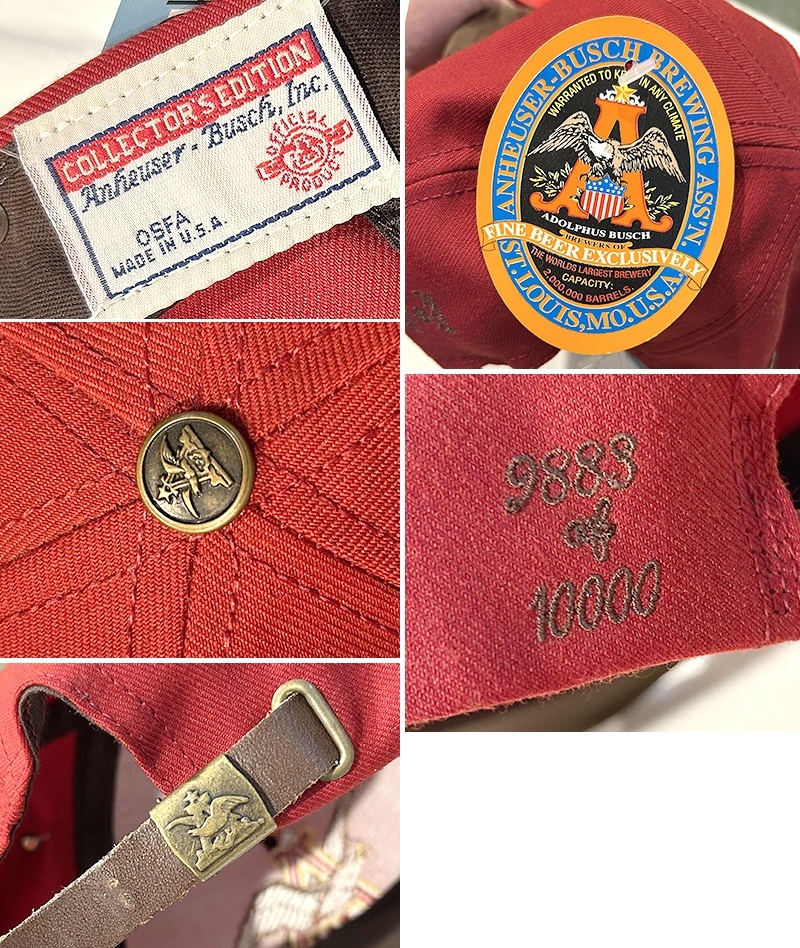 COLLECTOR'S EDITION
Anheuser-Busch, Inc.
OFFICIAL
PRODUCT
OSFA
MADE IN U.S.A.
ANHEUSER-BUSCH BREWING ASS'N.
WARRANTED TO KEEP IN ANY CLIMATE
A
ADOLPHUS BUSCH
BREWERS OF
FINE BEER EXCLUSIVELY
THE WORLDS LARGEST BREWERY
CAPACITY:
2,000,000 BARRELS.
ST. LOUIS, MO. U.S.A.
9883
of
10000